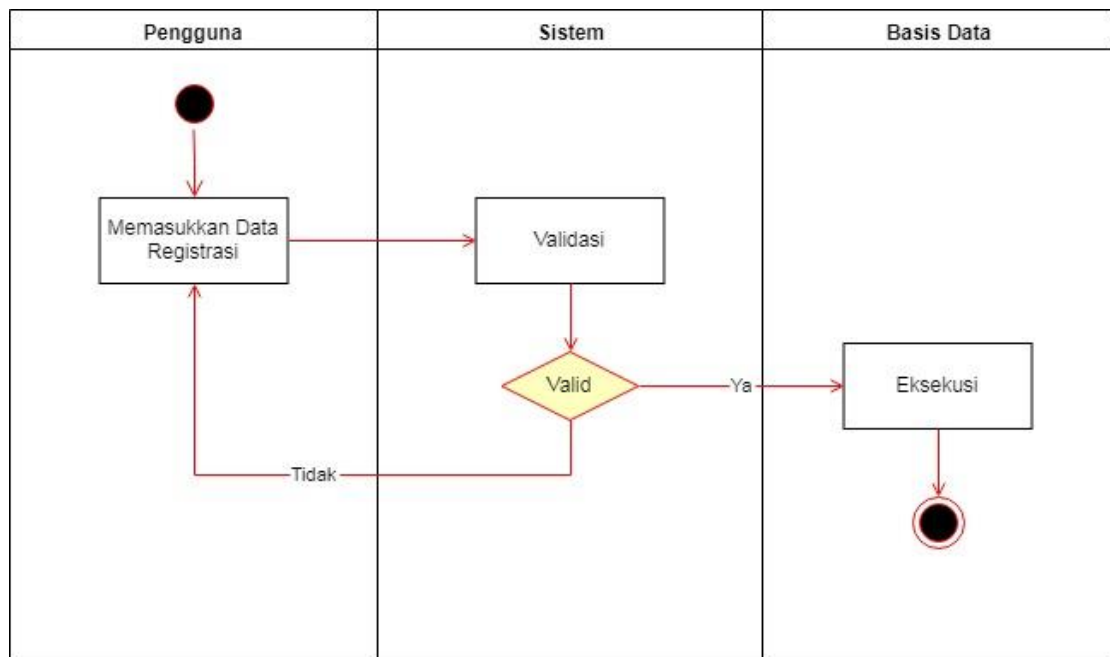 Pengguna
Sistem
Basis Data
Memasukkan Data
Registrasi
Validasi
Valid
Ya
Eksekusi
Tidak